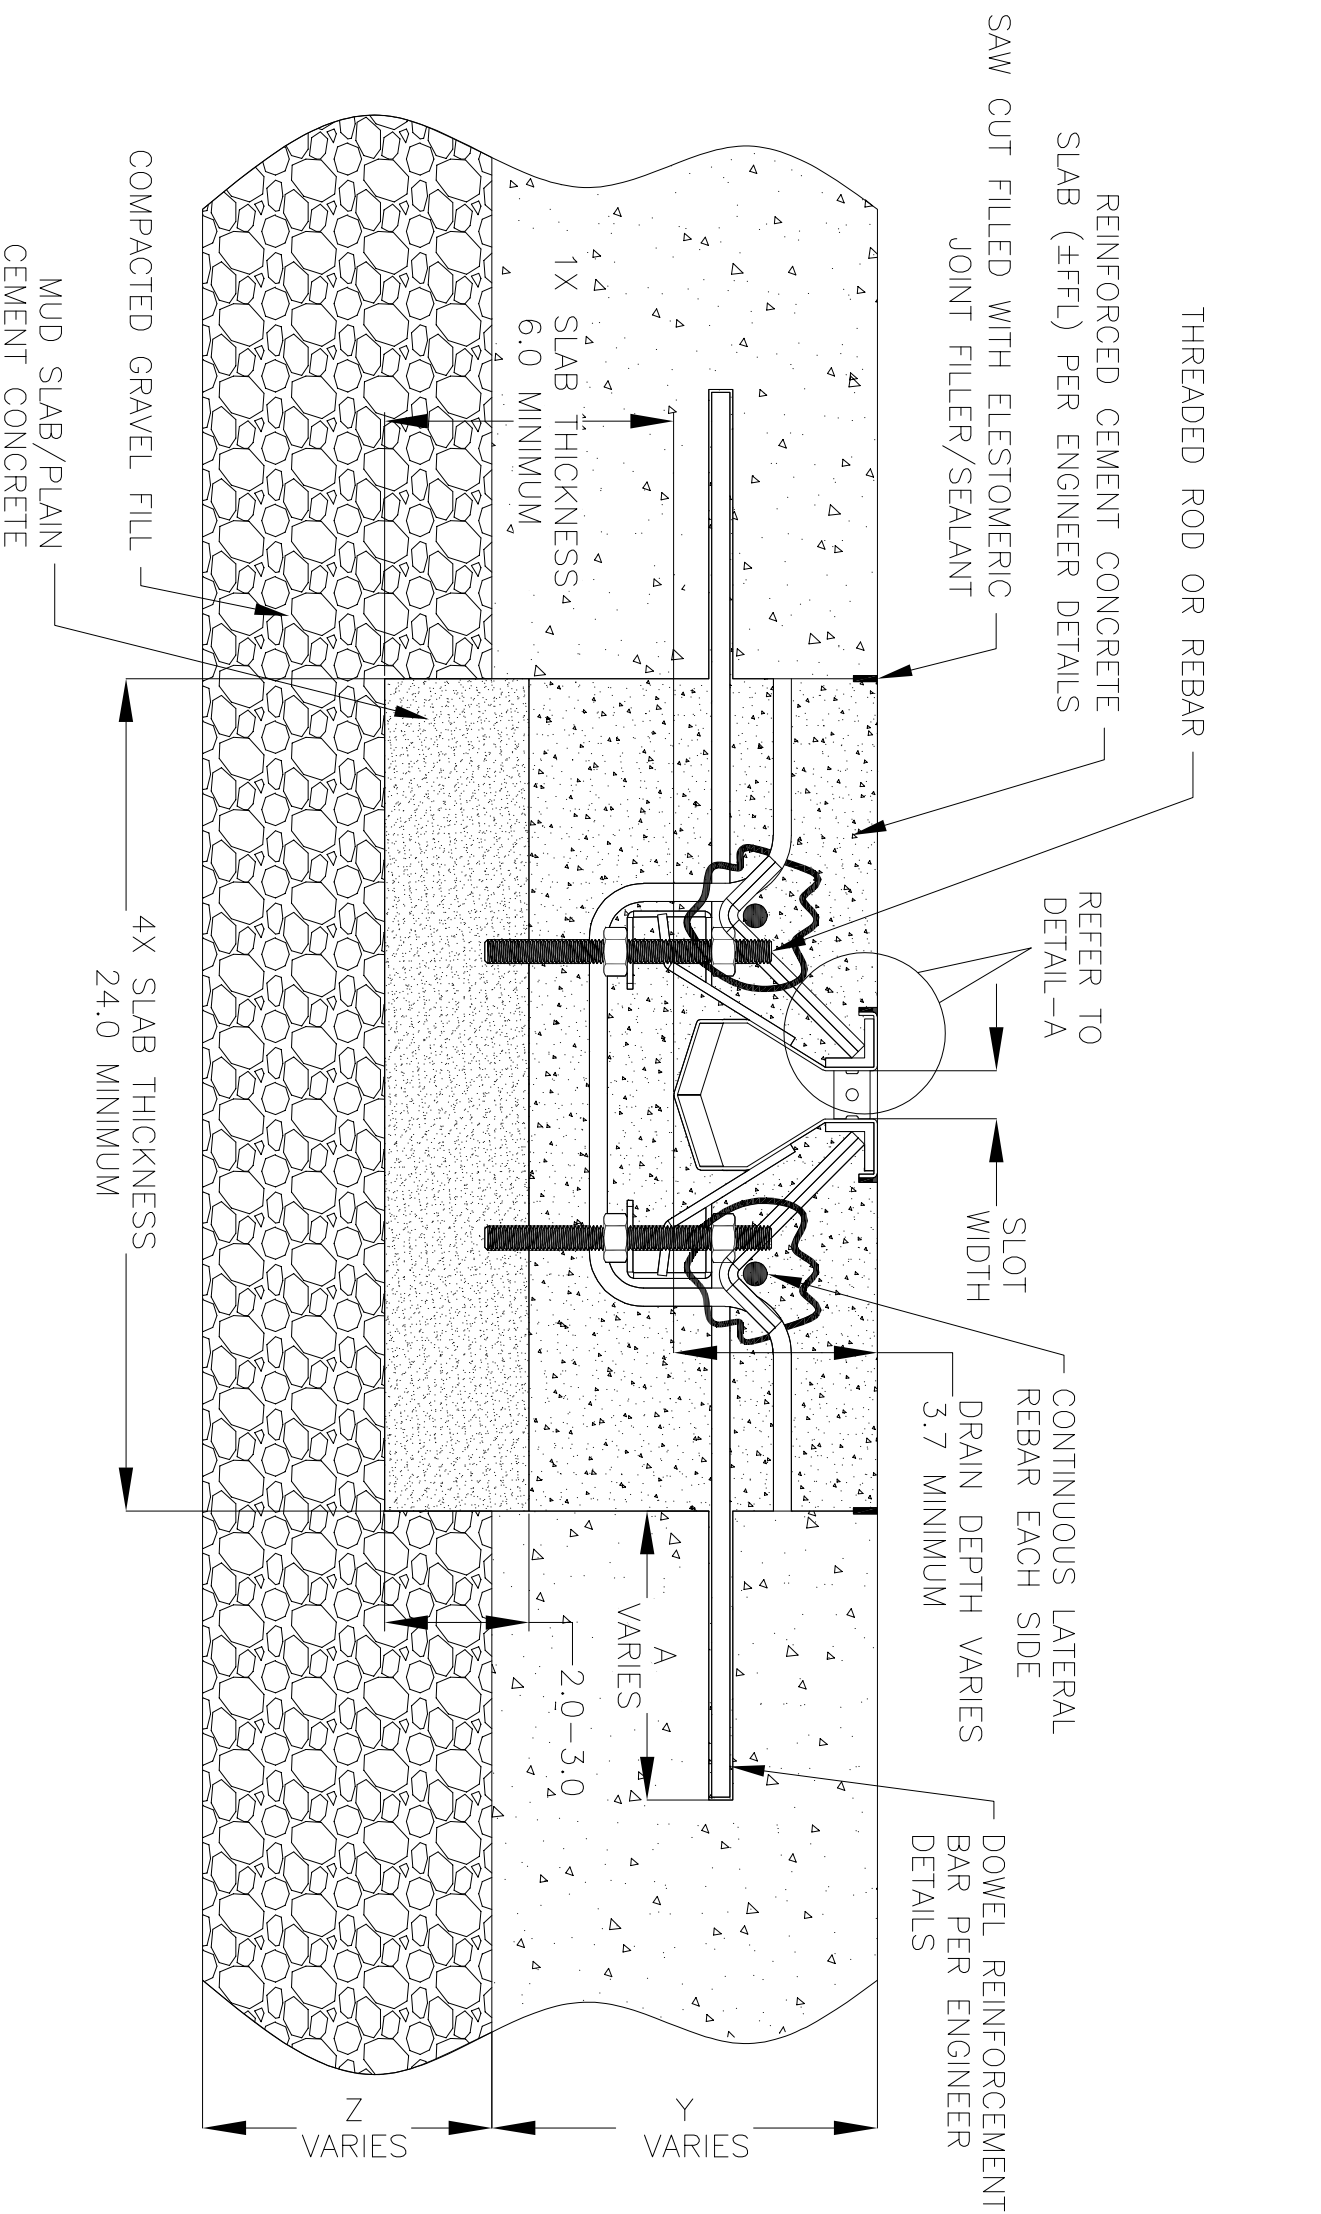 THREADED ROD OR REBAR
REINFORCED CEMENT CONCRETE
SLAB (±FFL) PER ENGINEER DETAILS
SAW CUT FILLED WITH ELESTOMERIC
JOINT FILLER/SEALANT
REFER TO
DETAIL-A
SLOT
WIDTH
CONTINUOUS LATERAL
REBAR EACH SIDE
DRAIN DEPTH VARIES
3.7 MINIMUM
DOWEL REINFORCEMENT
BAR PER ENGINEER
DETAILS
1X SLAB THICKNESS
6.0 MINIMUM
A
VARIES
2.0-3.0
Y
VARIES
Z
VARIES
COMPACTED GRAVEL FILL
MUD SLAB/PLAIN
CEMENT CONCRETE
4X SLAB THICKNESS
24.0 MINIMUM